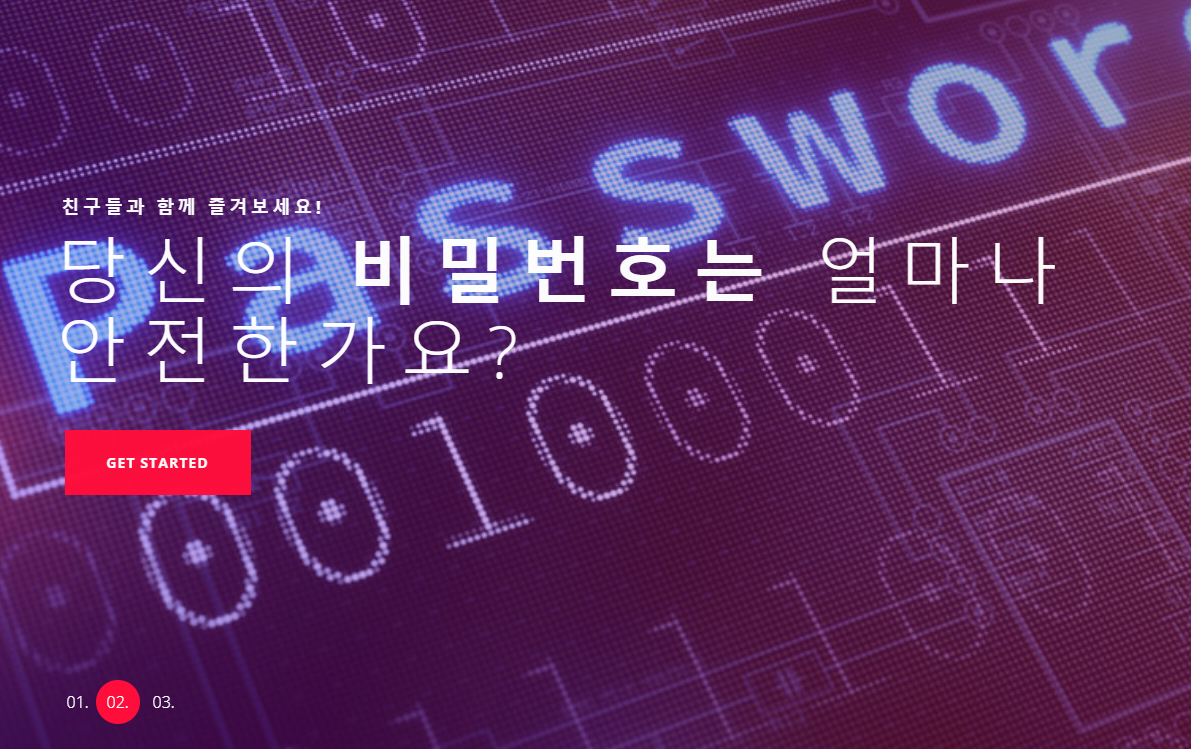 친구들과 함께 즐겨보세요!
Passwor
당신의 비밀번호는 얼마나
안전한가요?
00100011
GET STARTED
01. 02. 03.